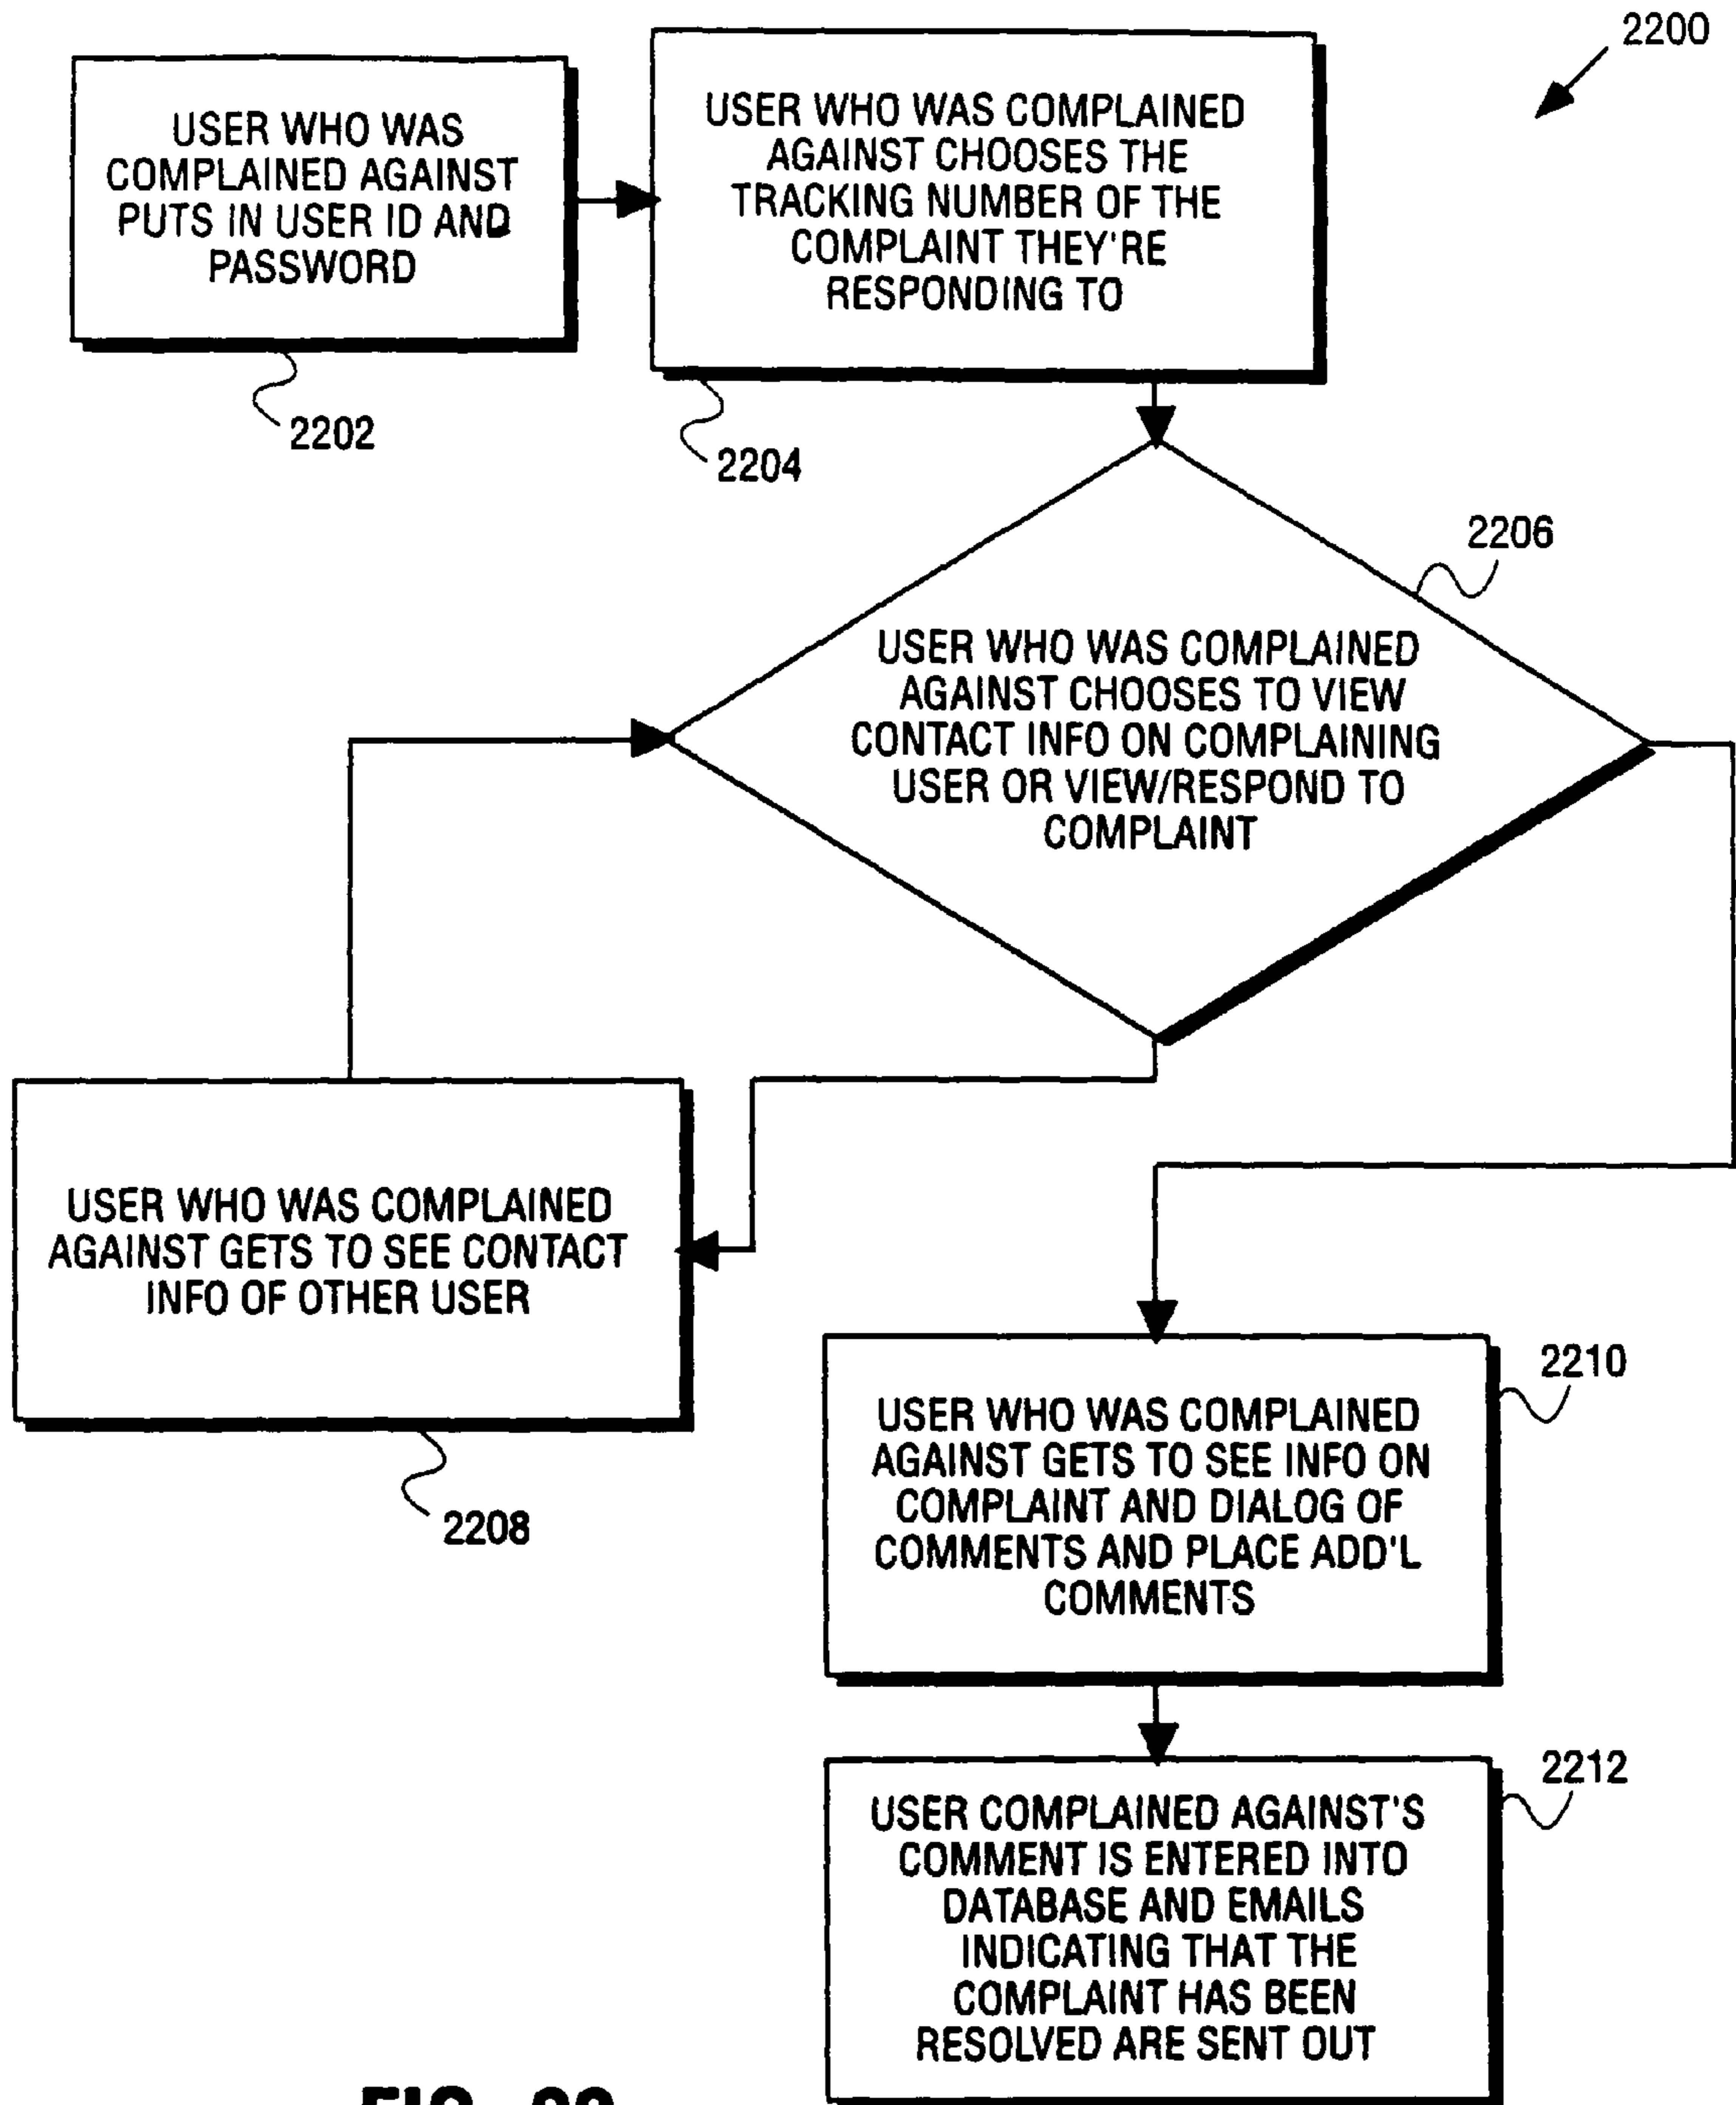 2200
USER WHO WAS
COMPLAINED AGAINST
PUTS IN USER ID AND
PASSWORD
2202
USER WHO WAS COMPLAINED
AGAINST CHOOSES THE
TRACKING NUMBER OF THE
COMPLAINT THEY'RE
RESPONDING TO
2204
2206
USER WHO WAS COMPLAINED
AGAINST CHOOSES TO VIEW
CONTACT INFO ON COMPLAINING
USER OR VIEW/RESPOND TO
COMPLAINT
USER WHO WAS COMPLAINED
AGAINST GETS TO SEE CONTACT
INFO OF OTHER USER
2208
2210
USER WHO WAS COMPLAINED
AGAINST GETS TO SEE INFO ON
COMPLAINT AND DIALOG OF
COMMENTS AND PLACE ADD'L
COMMENTS
2212
USER COMPLAINED AGAINST'S
COMMENT IS ENTERED INTO
DATABASE AND EMAILS
INDICATING THAT THE
COMPLAINT HAS BEEN
RESOLVED ARE SENT OUT